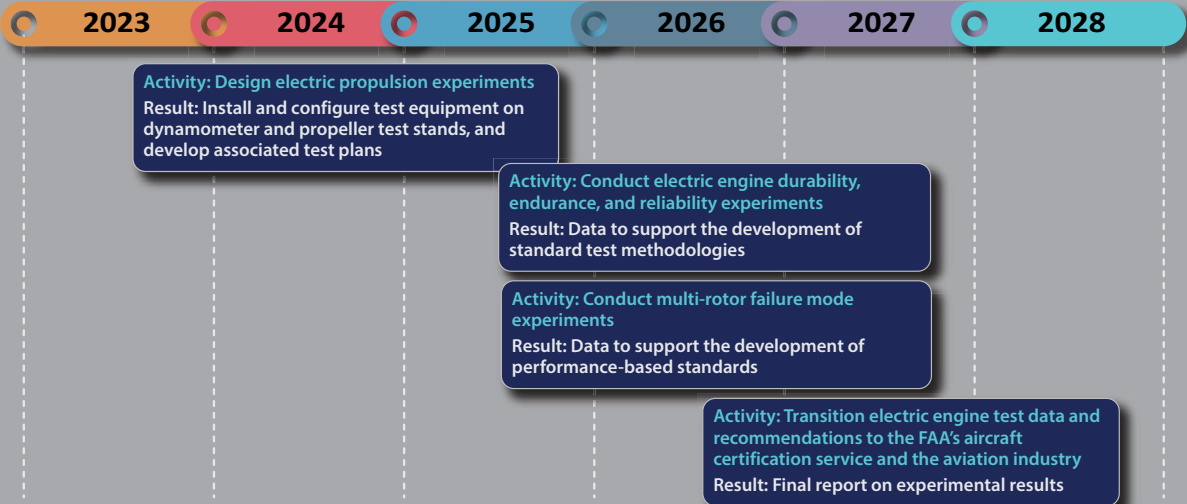 2023 2024 2025 2026 2027 2028
Activity: Design electric propulsion experiments
Result: Install and configure test equipment on
dynamometer and propeller test stands, and
develop associated test plans
Activity: Conduct electric engine durability,
endurance, and reliability experiments
Result: Data to support the development of
standard test methodologies
Activity: Conduct multi-rotor failure mode
experiments
Result: Data to support the development of
performance-based standards
Activity: Transition electric engine test data and
recommendations to the FAA’s aircraft
certification service and the aviation industry
Result: Final report on experimental results